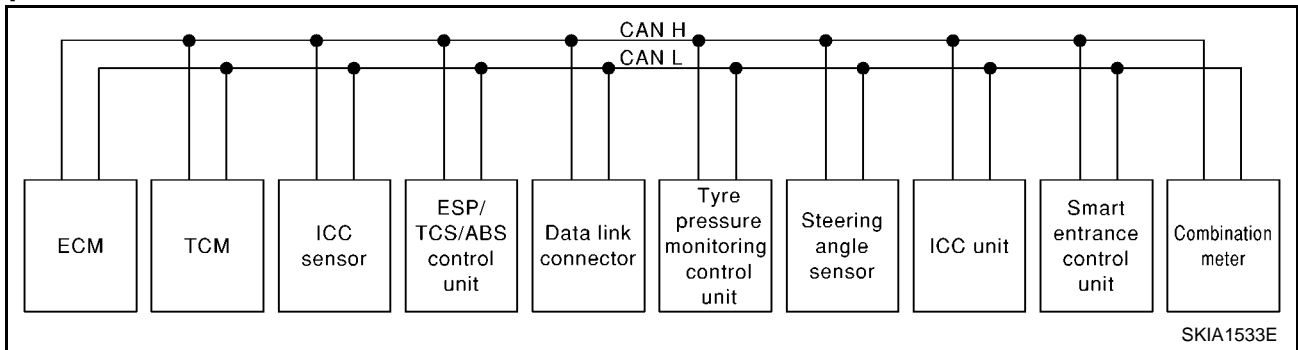 CAN H
CAN L
ECM
TCM
ICC
sensor
ESP/
TCS/ABS
control
unit
Data link
connector
Tyre
pressure
monitoring
control
unit
Steering
angle
sensor
ICC unit
Smart
entrance
control
unit
Combination
meter
SKIA1533E